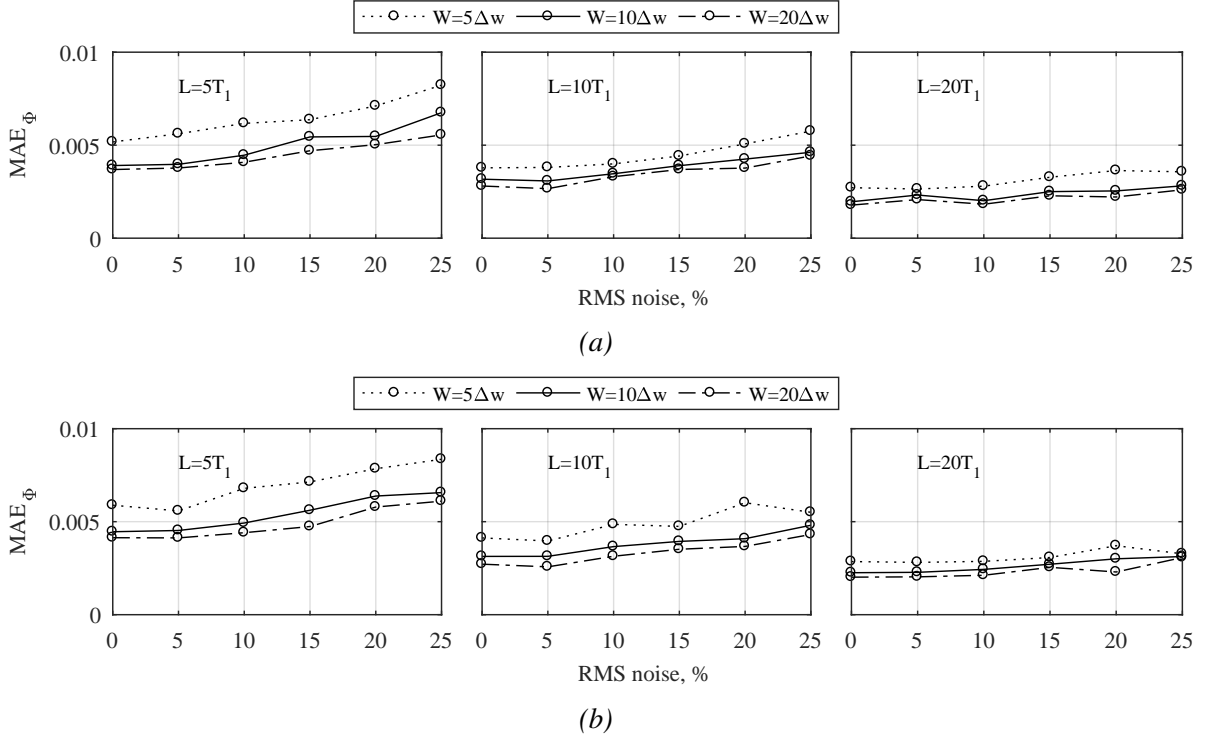 W=5Δw W=10Δw W=20Δw
0.01
L=5T1 L=10T1 L=20T1
MAEΦ
0.005
0
0 5 10 15 20 25 0 5 10 15 20 25 0 5 10 15 20 25
RMS noise, %
(a)
W=5Δw W=10Δw W=20Δw
0.01
L=5T1 L=10T1 L=20T1
MAEΦ
0.005
0
0 5 10 15 20 25 0 5 10 15 20 25 0 5 10 15 20 25
RMS noise, %
(b)